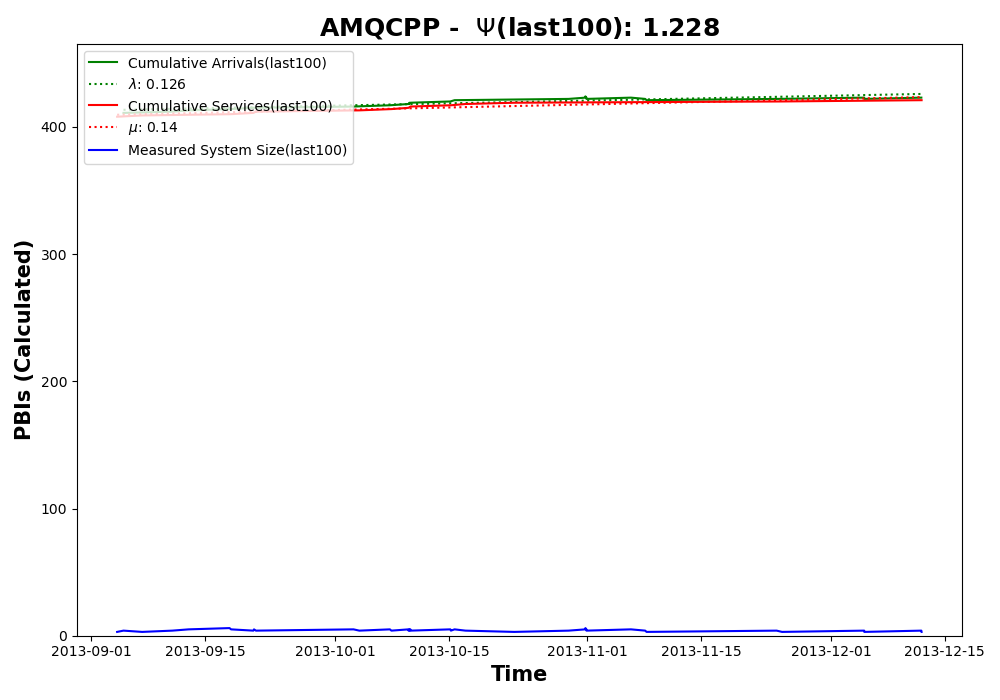 AMQCPP - Ψ(last100): 1.228
Cumulative Arrivals(last100)
λ: 0.126
Cumulative Services(last100)
μ: 0.14
Measured System Size(last100)
PBIs (Calculated)
400
300
200
100
0
2013-09-01 2013-09-15 2013-10-01 2013-10-15 2013-11-01 2013-11-15 2013-12-01 2013-12-15
Time